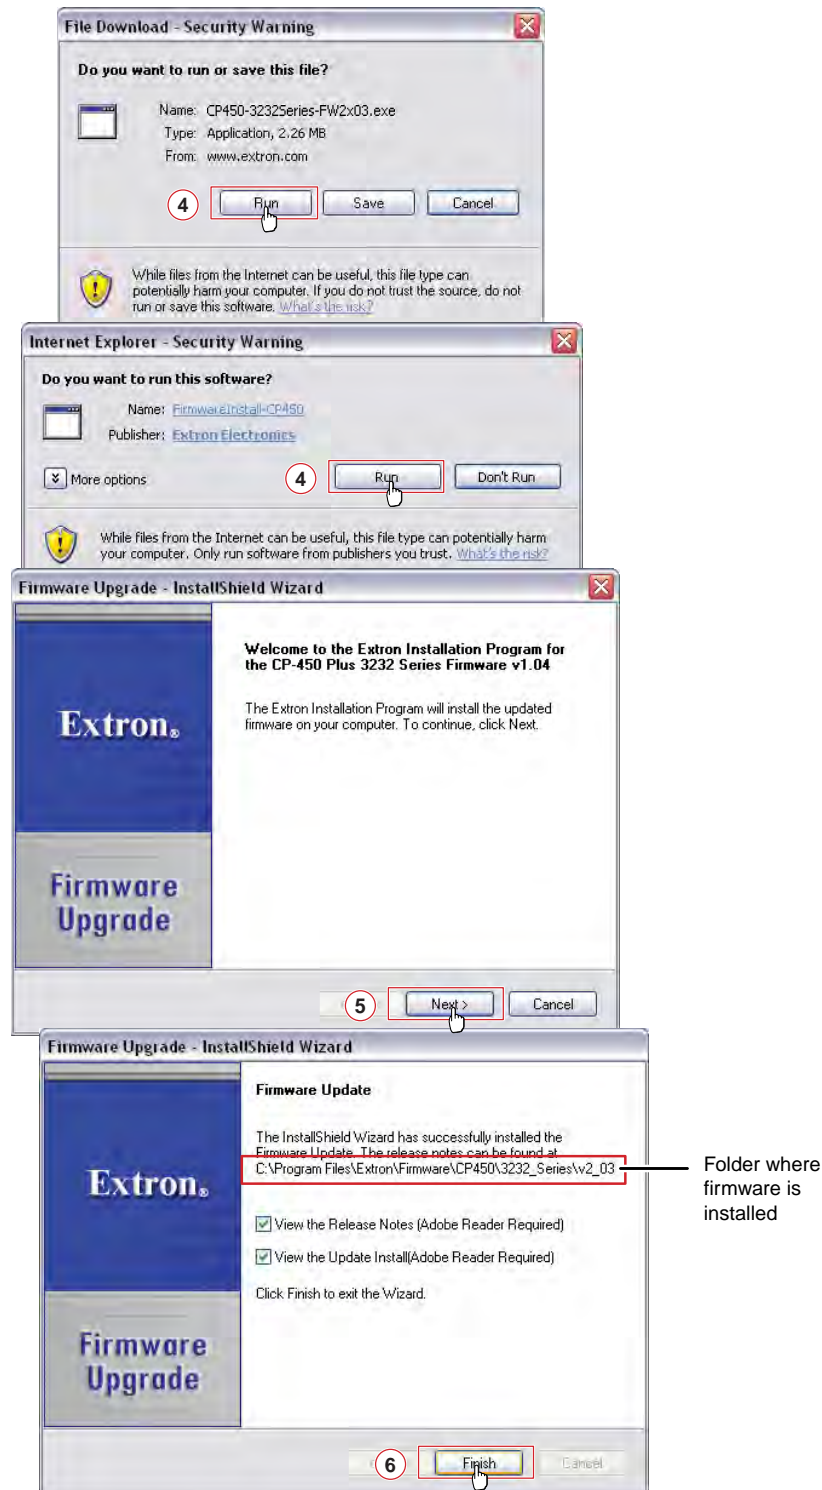 File Download - Security Warning
Do you want to run or save this file?
Name: CP450-3232Series-FW2x03.exe
Type: Application, 2.26 MB
From: www.extron.com
4
Run
Save
Cancel
While files from the Internet can be useful, this file type can
potentially harm your computer. If you do not trust the source, do not
run or save this software. What's the risk?
Internet Explorer - Security Warning
Do you want to run this software?
Name: FirmwareInstall-CP450
Publisher: Extron Electronics
More options
4
Run
Don't Run
While files from the Internet can be useful, this file type can potentially harm
your computer. Only run software from publishers you trust. What's the risk?
Firmware Upgrade - InstallShield Wizard
Extron®
Firmware
Upgrade
Welcome to the Extron Installation Program for
the CP-450 Plus 3232 Series Firmware v1.04
The Extron Installation Program will install the updated
firmware on your computer. To continue, click Next.
5
Next >
Cancel
Firmware Upgrade - InstallShield Wizard
Extron®
Firmware
Upgrade
Firmware Update
The InstallShield Wizard has successfully installed the
Firmware Update. The release notes can be found at
C:\Program Files\Extron\Firmware\CP450\3232_Series\v2_03
Folder where
firmware is
installed
View the Release Notes (Adobe Reader Required)
View the Update Install(Adobe Reader Required)
Click Finish to exit the Wizard.
6
Finish
Cancel